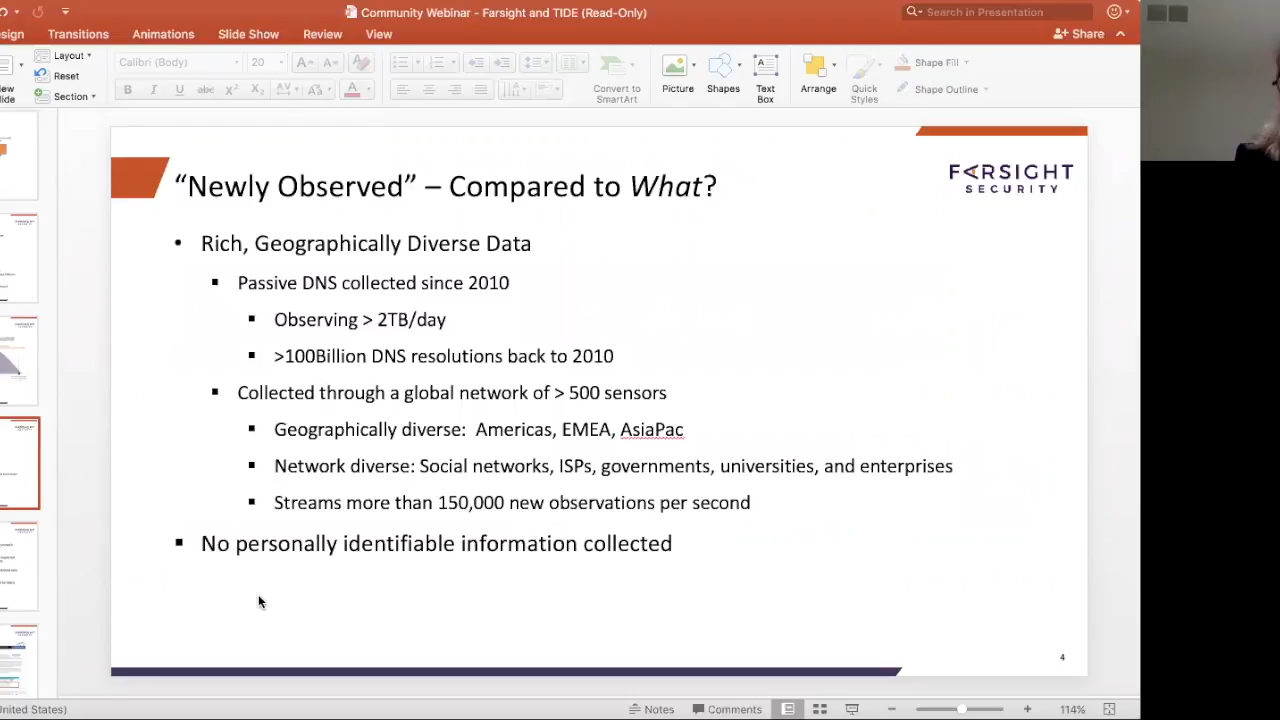 Community Webinar - Farsight and TIDE (Read-Only)
Search in Presentation
sign Transitions Animations Slide Show Review View
Share
Layout
Reset
Section
Calibri (Body) 20
Convert to SmartArt
Picture Shapes Text Box Arrange Quick Styles
Shape Fill
Shape Outline
“Newly Observed” – Compared to What?
FARSIGHT
SECURITY
• Rich, Geographically Diverse Data
▪ Passive DNS collected since 2010
▪ Observing > 2TB/day
▪ >100Billion DNS resolutions back to 2010
▪ Collected through a global network of > 500 sensors
▪ Geographically diverse: Americas, EMEA, AsiaPac
▪ Network diverse: Social networks, ISPs, governments, universities, and enterprises
▪ Streams more than 150,000 new observations per second
▪ No personally identifiable information collected
4
United States) Notes Comments 114%